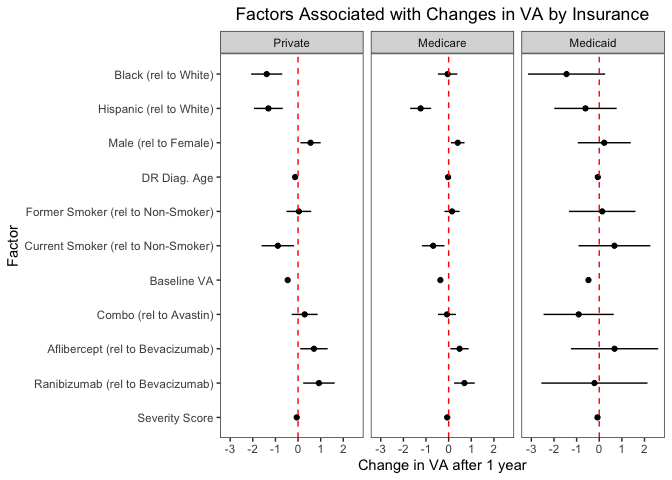 Factors Associated with Changes in VA by Insurance
Private Medicare Medicaid
Factor
Black (rel to White)
Hispanic (rel to White)
Male (rel to Female)
DR Diag. Age
Former Smoker (rel to Non-Smoker)
Current Smoker (rel to Non-Smoker)
Baseline VA
Combo (rel to Avastin)
Aflibercept (rel to Bevacizumab)
Ranibizumab (rel to Bevacizumab)
Severity Score
-3 -2 -1 0 1 2 -3 -2 -1 0 1 2 -3 -2 -1 0 1 2
Change in VA after 1 year